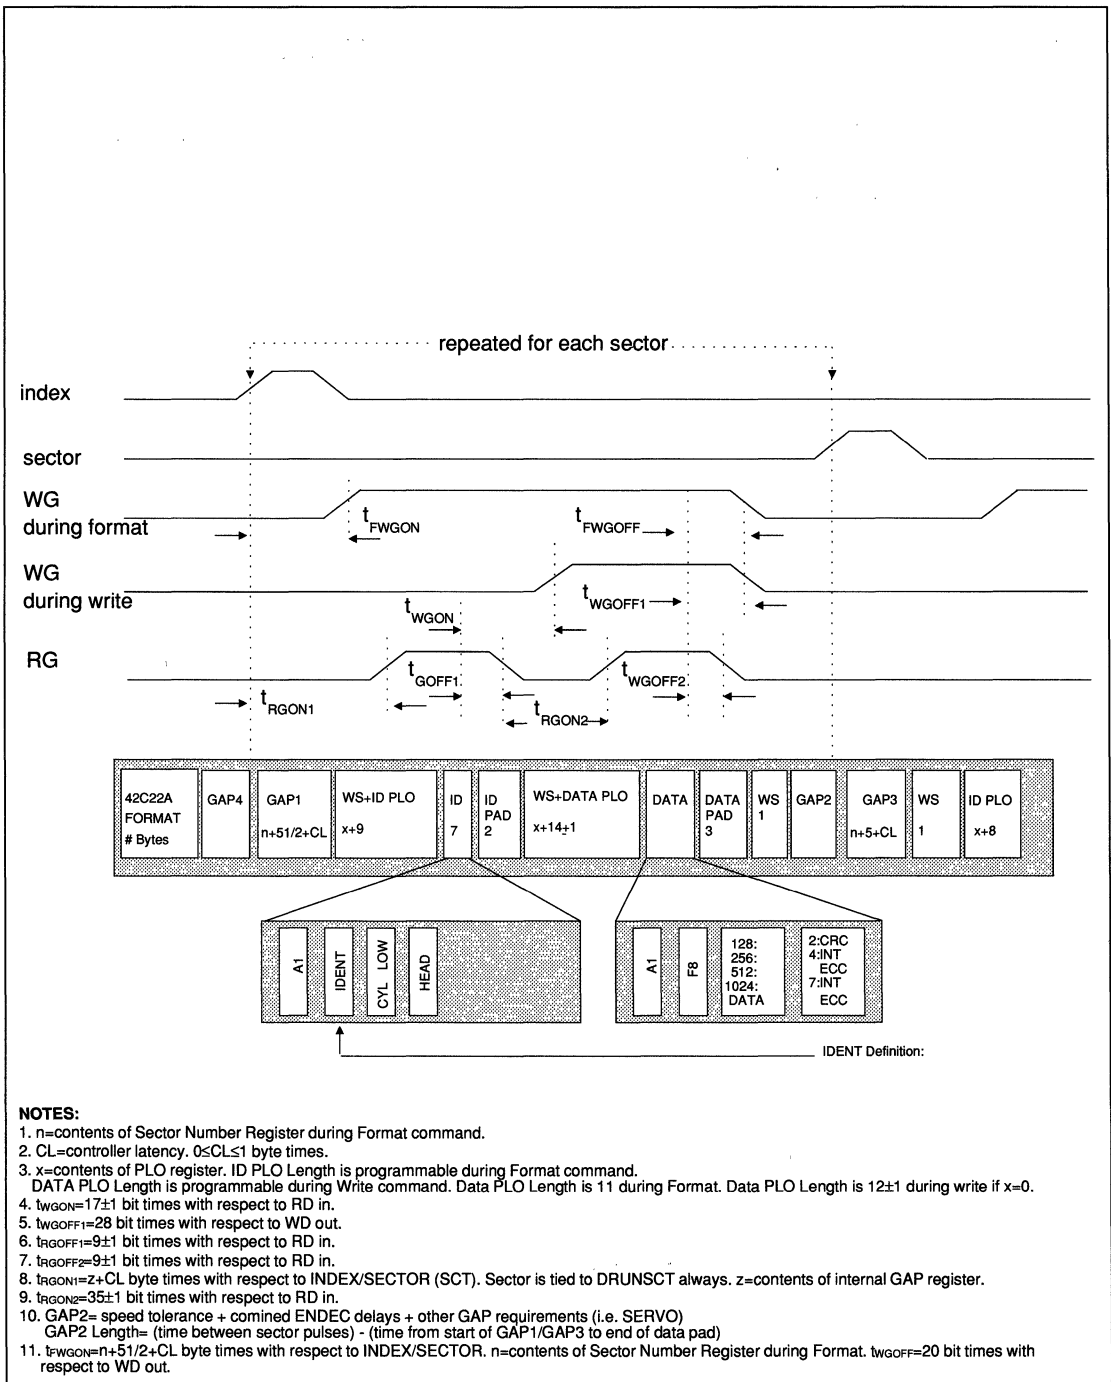 repeated for each sector
index
sector
WG
during format
tFWGON
tFWGOFF
WG
during write
tWGON
tWGOFF1
RG
tRGON1
tGOFF1
tRGON2
tWGOFF2
42C22A
FORMAT
# Bytes
GAP4
GAP1
n+51/2+CL
WS+ID PLO
x+9
ID
7
ID
PAD
2
WS+DATA PLO
x+14±1
DATA
DATA
PAD
3
WS
1
GAP2
GAP3
n+5+CL
WS
1
ID PLO
x+8
A1
IDENT
CYL LOW
HEAD
A1
F8
128:
256:
512:
1024:
DATA
2:CRC
4:INT
ECC
7:INT
ECC
IDENT Definition:
NOTES:
1. n=contents of Sector Number Register during Format command.
2. CL=controller latency. 0≤CL≤1 byte times.
3. x=contents of PLO register. ID PLO Length is programmable during Format command.
DATA PLO Length is programmable during Write command. Data PLO Length is 11 during Format. Data PLO Length is 12±1 during write if x=0.
4. tWGON=17±1 bit times with respect to RD in.
5. tWGOFF1=28 bit times with respect to WD out.
6. tRGOFF1=9±1 bit times with respect to RD in.
7. tRGOFF2=9±1 bit times with respect to RD in.
8. tRGON1=z+CL byte times with respect to INDEX/SECTOR (SCT). Sector is tied to DRUNSCT always. z=contents of internal GAP register.
9. tRGON2=35±1 bit times with respect to RD in.
10. GAP2= speed tolerance + comined ENDEC delays + other GAP requirements (i.e. SERVO)
GAP2 Length= (time between sector pulses) - (time from start of GAP1/GAP3 to end of data pad)
11. tFWGON=n+51/2+CL byte times with respect to INDEX/SECTOR. n=contents of Sector Number Register during Format. tWGOFF=20 bit times with
respect to WD out.